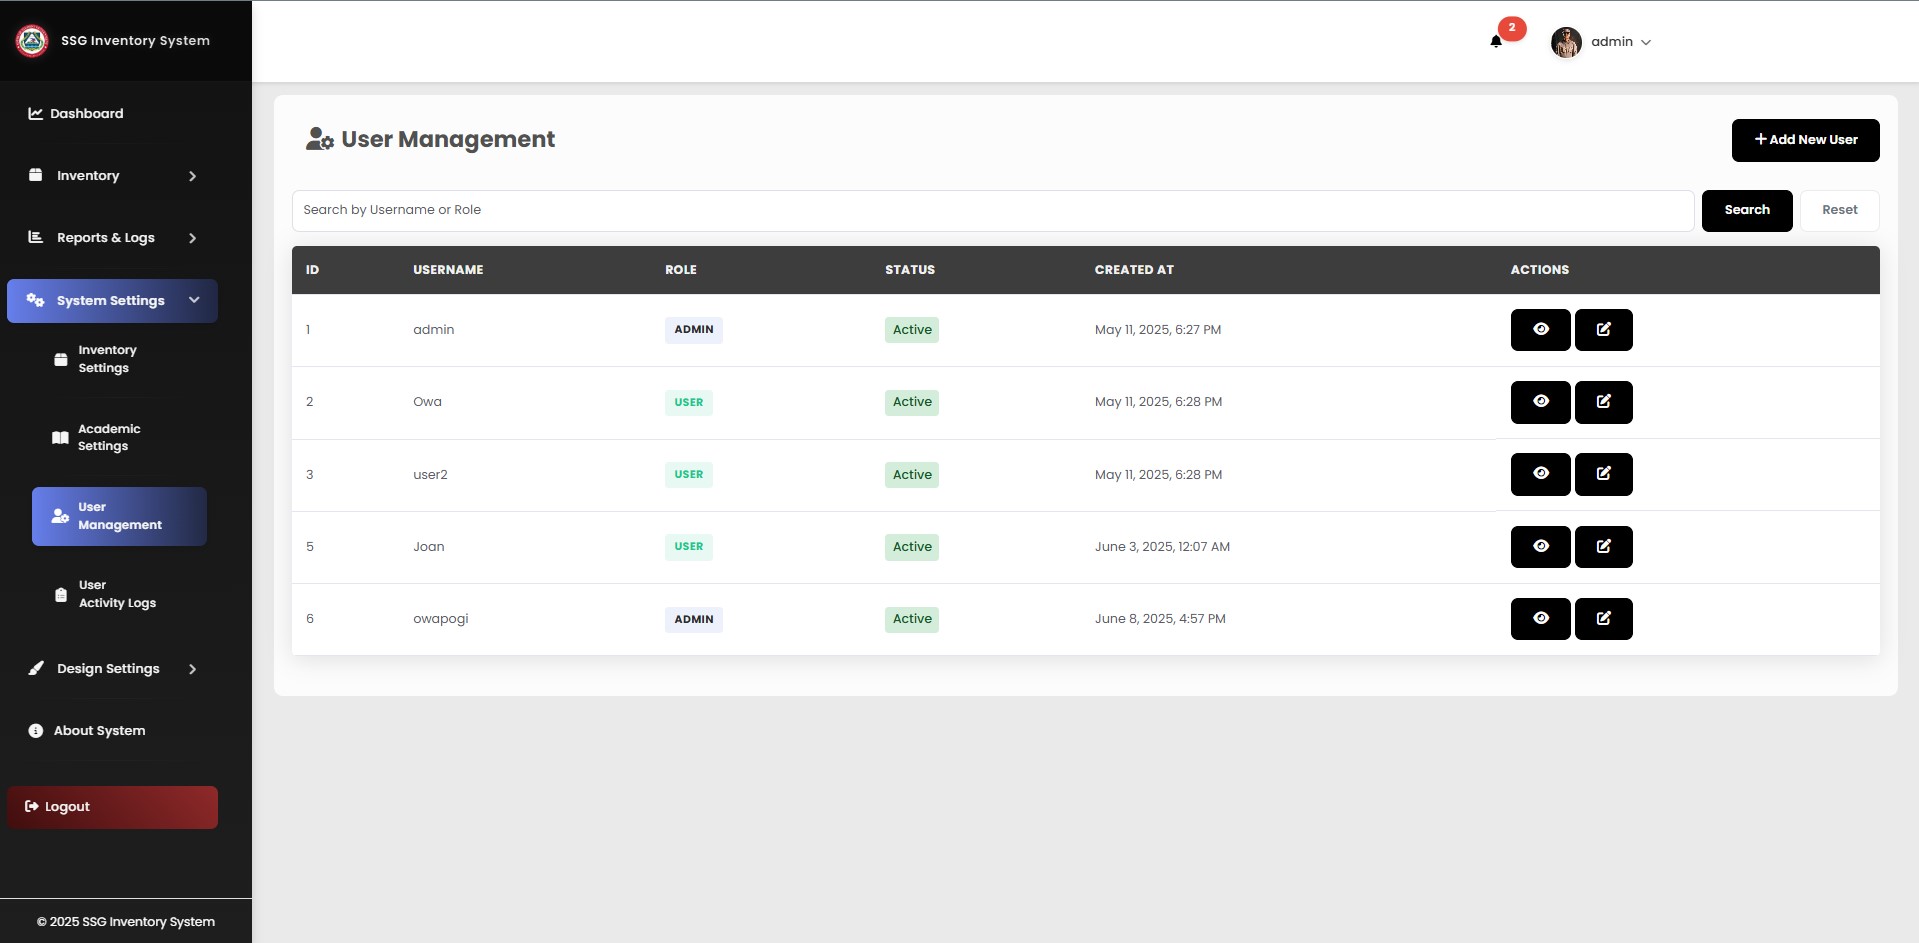 SSG Inventory System
2
admin
Dashboard
Inventory
Reports & Logs
System Settings
Inventory
Settings
Academic
Settings
User
Management
User
Activity Logs
Design Settings
About System
Logout
© 2025 SSG Inventory System
User Management
Add New User
Search by Username or Role
Search
Reset
ID USERNAME ROLE STATUS CREATED AT ACTIONS
1 admin ADMIN Active May 11, 2025, 6:27 PM
2 Owa USER Active May 11, 2025, 6:28 PM
3 user2 USER Active May 11, 2025, 6:28 PM
5 Joan USER Active June 3, 2025, 12:07 AM
6 owapogi ADMIN Active June 8, 2025, 4:57 PM